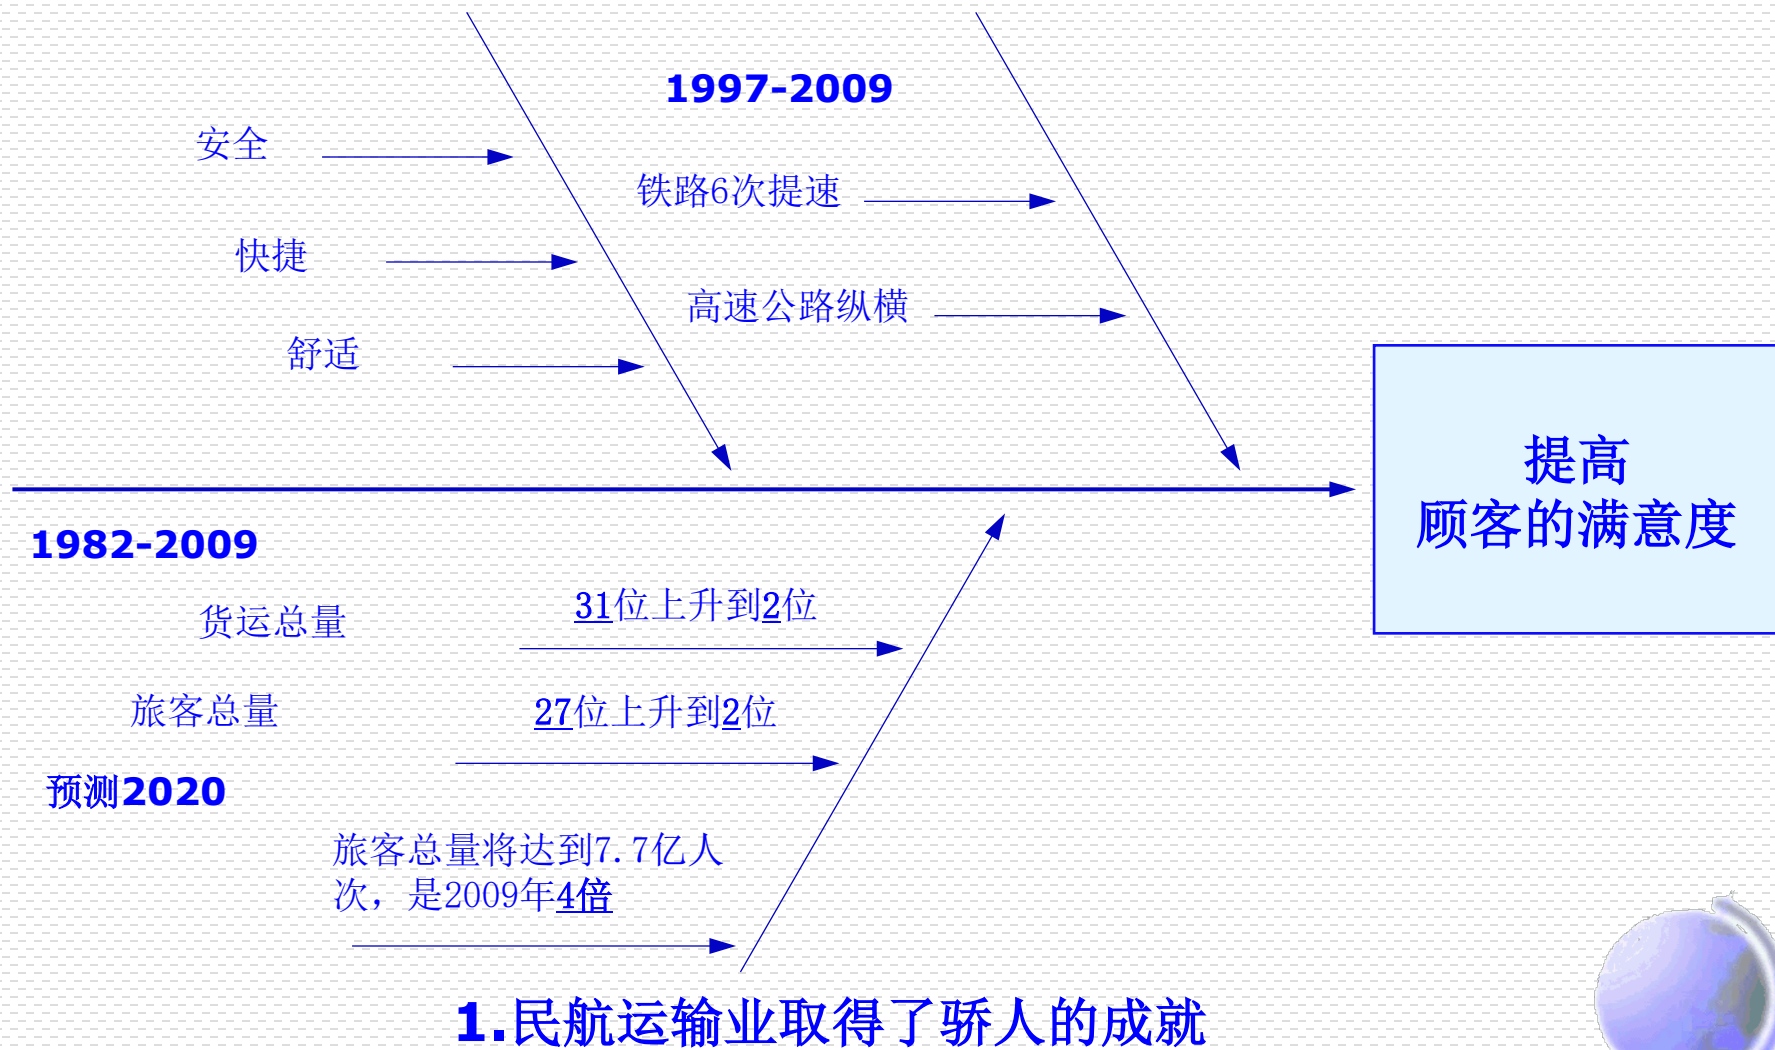 1997-2009
安全
铁路6次提速
快捷
高速公路纵横
舒适
提高
顾客的满意度
1982-2009
货运总量
31位上升到2位
旅客总量
27位上升到2位
预测2020
旅客总量将达到7.7亿人
次，是2009年4倍
1.民航运输业取得了骄人的成就